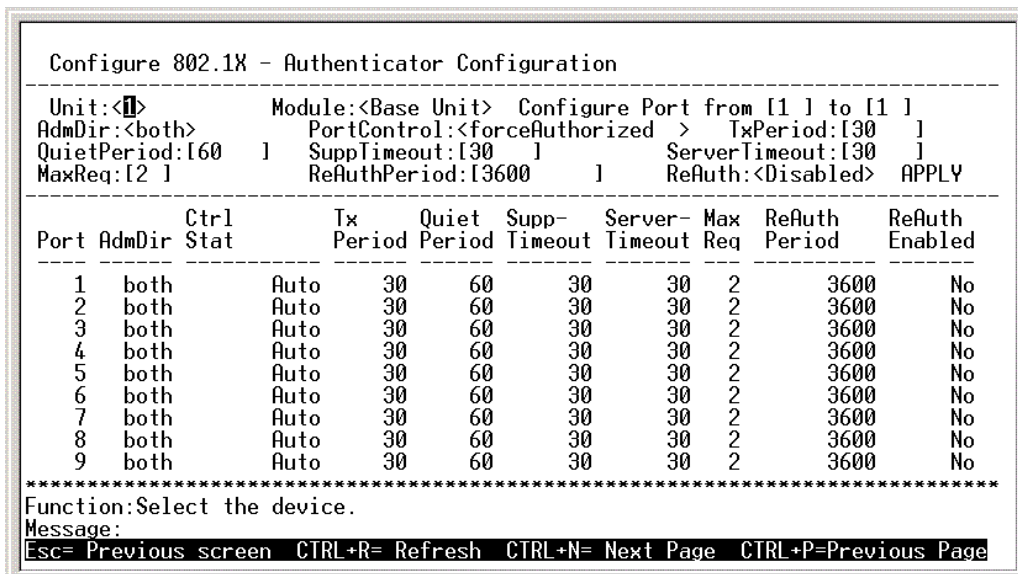 Configure 802.1X - Authenticator Configuration
Unit:<1> Module:<Base Unit> Configure Port from [1 ] to [1 ]
AdmDir:<both> PortControl:<forceAuthorized > TxPeriod:[30 ]
QuietPeriod:[60 ] SuppTimeout:[30 ] ServerTimeout:[30 ]
MaxReq:[2 ] ReAuthPeriod:[3600 ] ReAuth:<Disabled> APPLY
Ctrl Tx Quiet Supp- Server- Max ReAuth ReAuth
Port AdmDir Stat Period Period Timeout Timeout Req Period Enabled
1 both Auto 30 60 30 30 2 3600 No
2 both Auto 30 60 30 30 2 3600 No
3 both Auto 30 60 30 30 2 3600 No
4 both Auto 30 60 30 30 2 3600 No
5 both Auto 30 60 30 30 2 3600 No
6 both Auto 30 60 30 30 2 3600 No
7 both Auto 30 60 30 30 2 3600 No
8 both Auto 30 60 30 30 2 3600 No
9 both Auto 30 60 30 30 2 3600 No
*******************************************************************************
Function:Select the device.
Message:
Esc= Previous screen CTRL+R= Refresh CTRL+N= Next Page CTRL+P=Previous Page